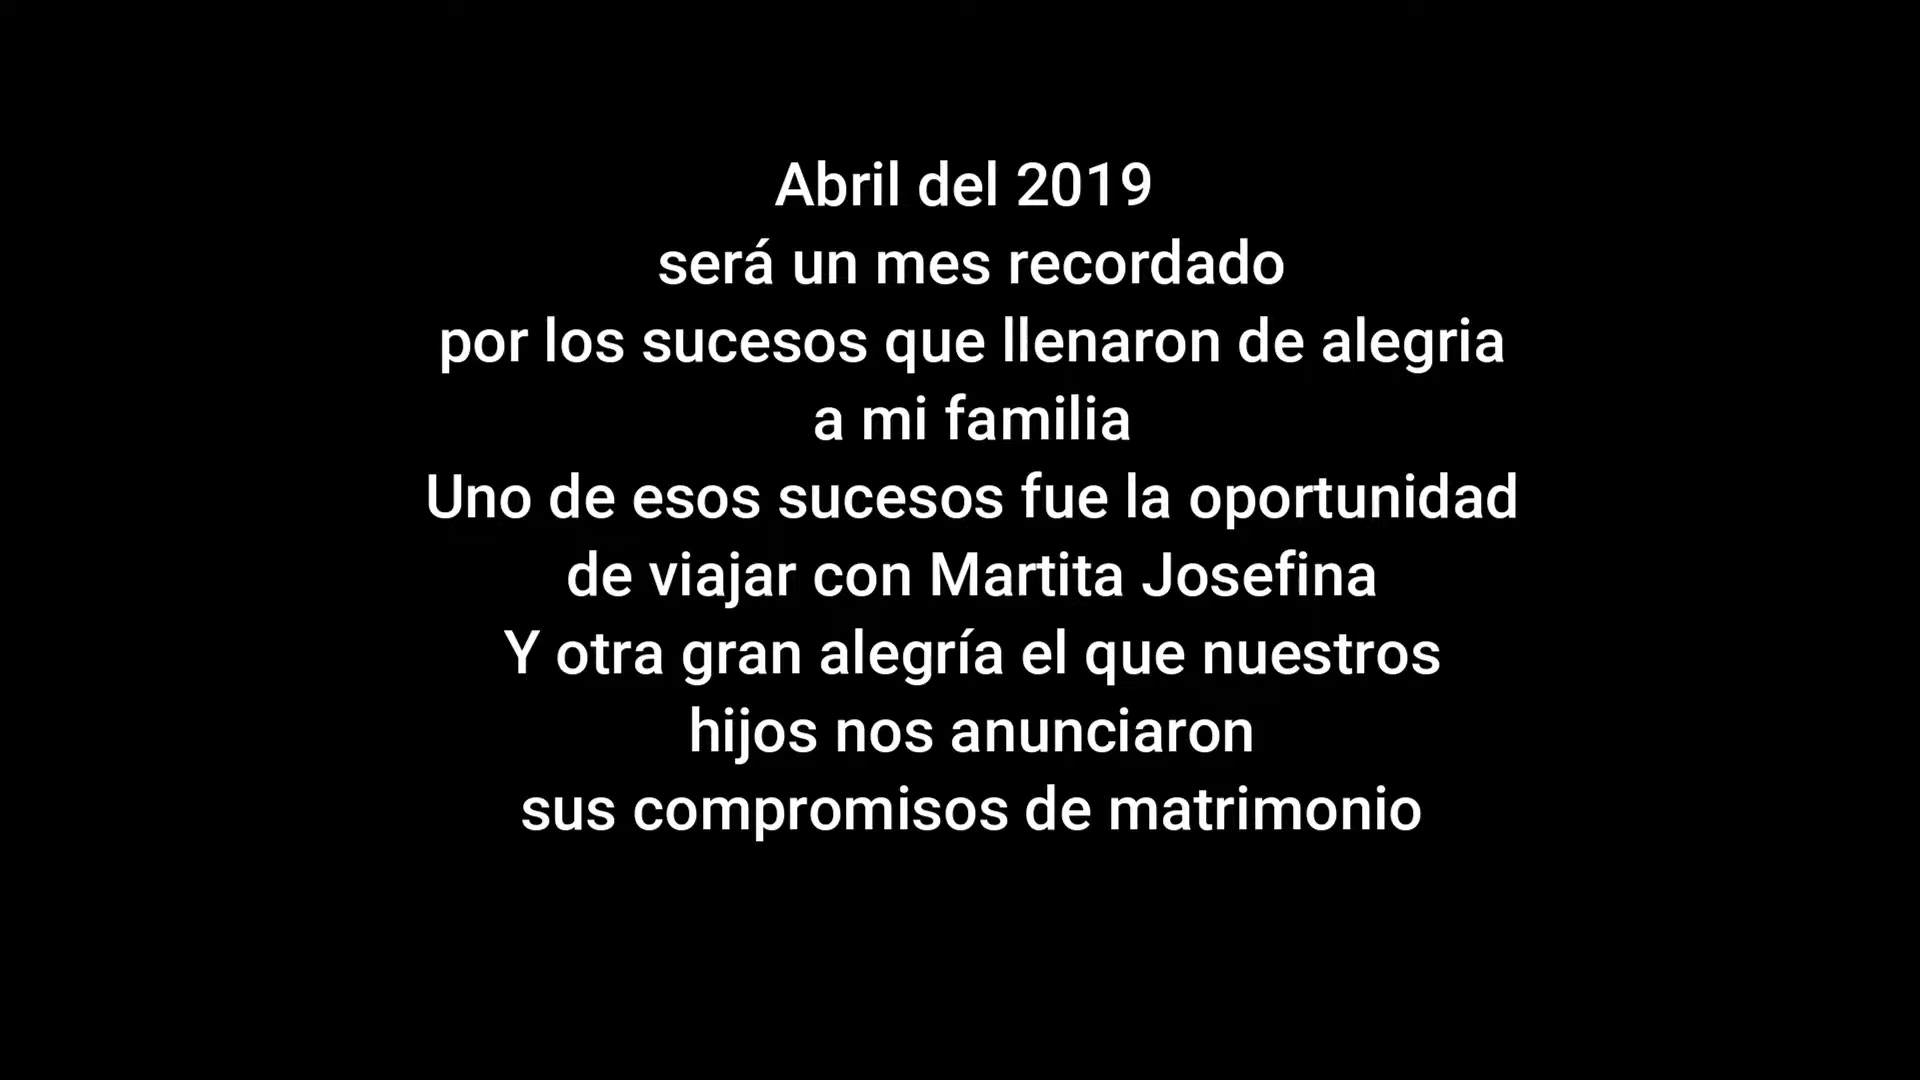 Abril del 2019
será un mes recordado
por los sucesos que llenaron de alegria
a mi familia
Uno de esos sucesos fue la oportunidad
de viajar con Martita Josefina
Y otra gran alegría el que nuestros
hijos nos anunciaron
sus compromisos de matrimonio